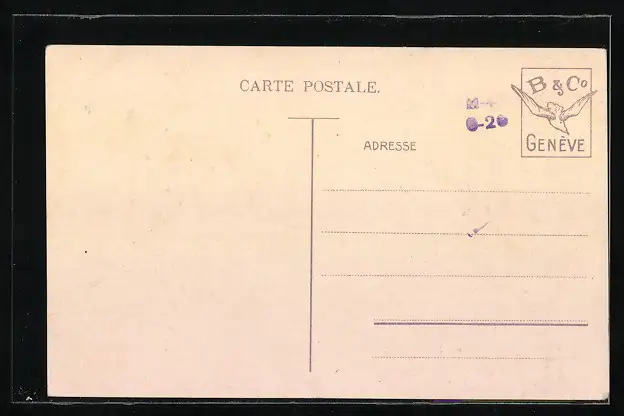 CARTE POSTALE.
B & Co
GENÈVE
ADRESSE